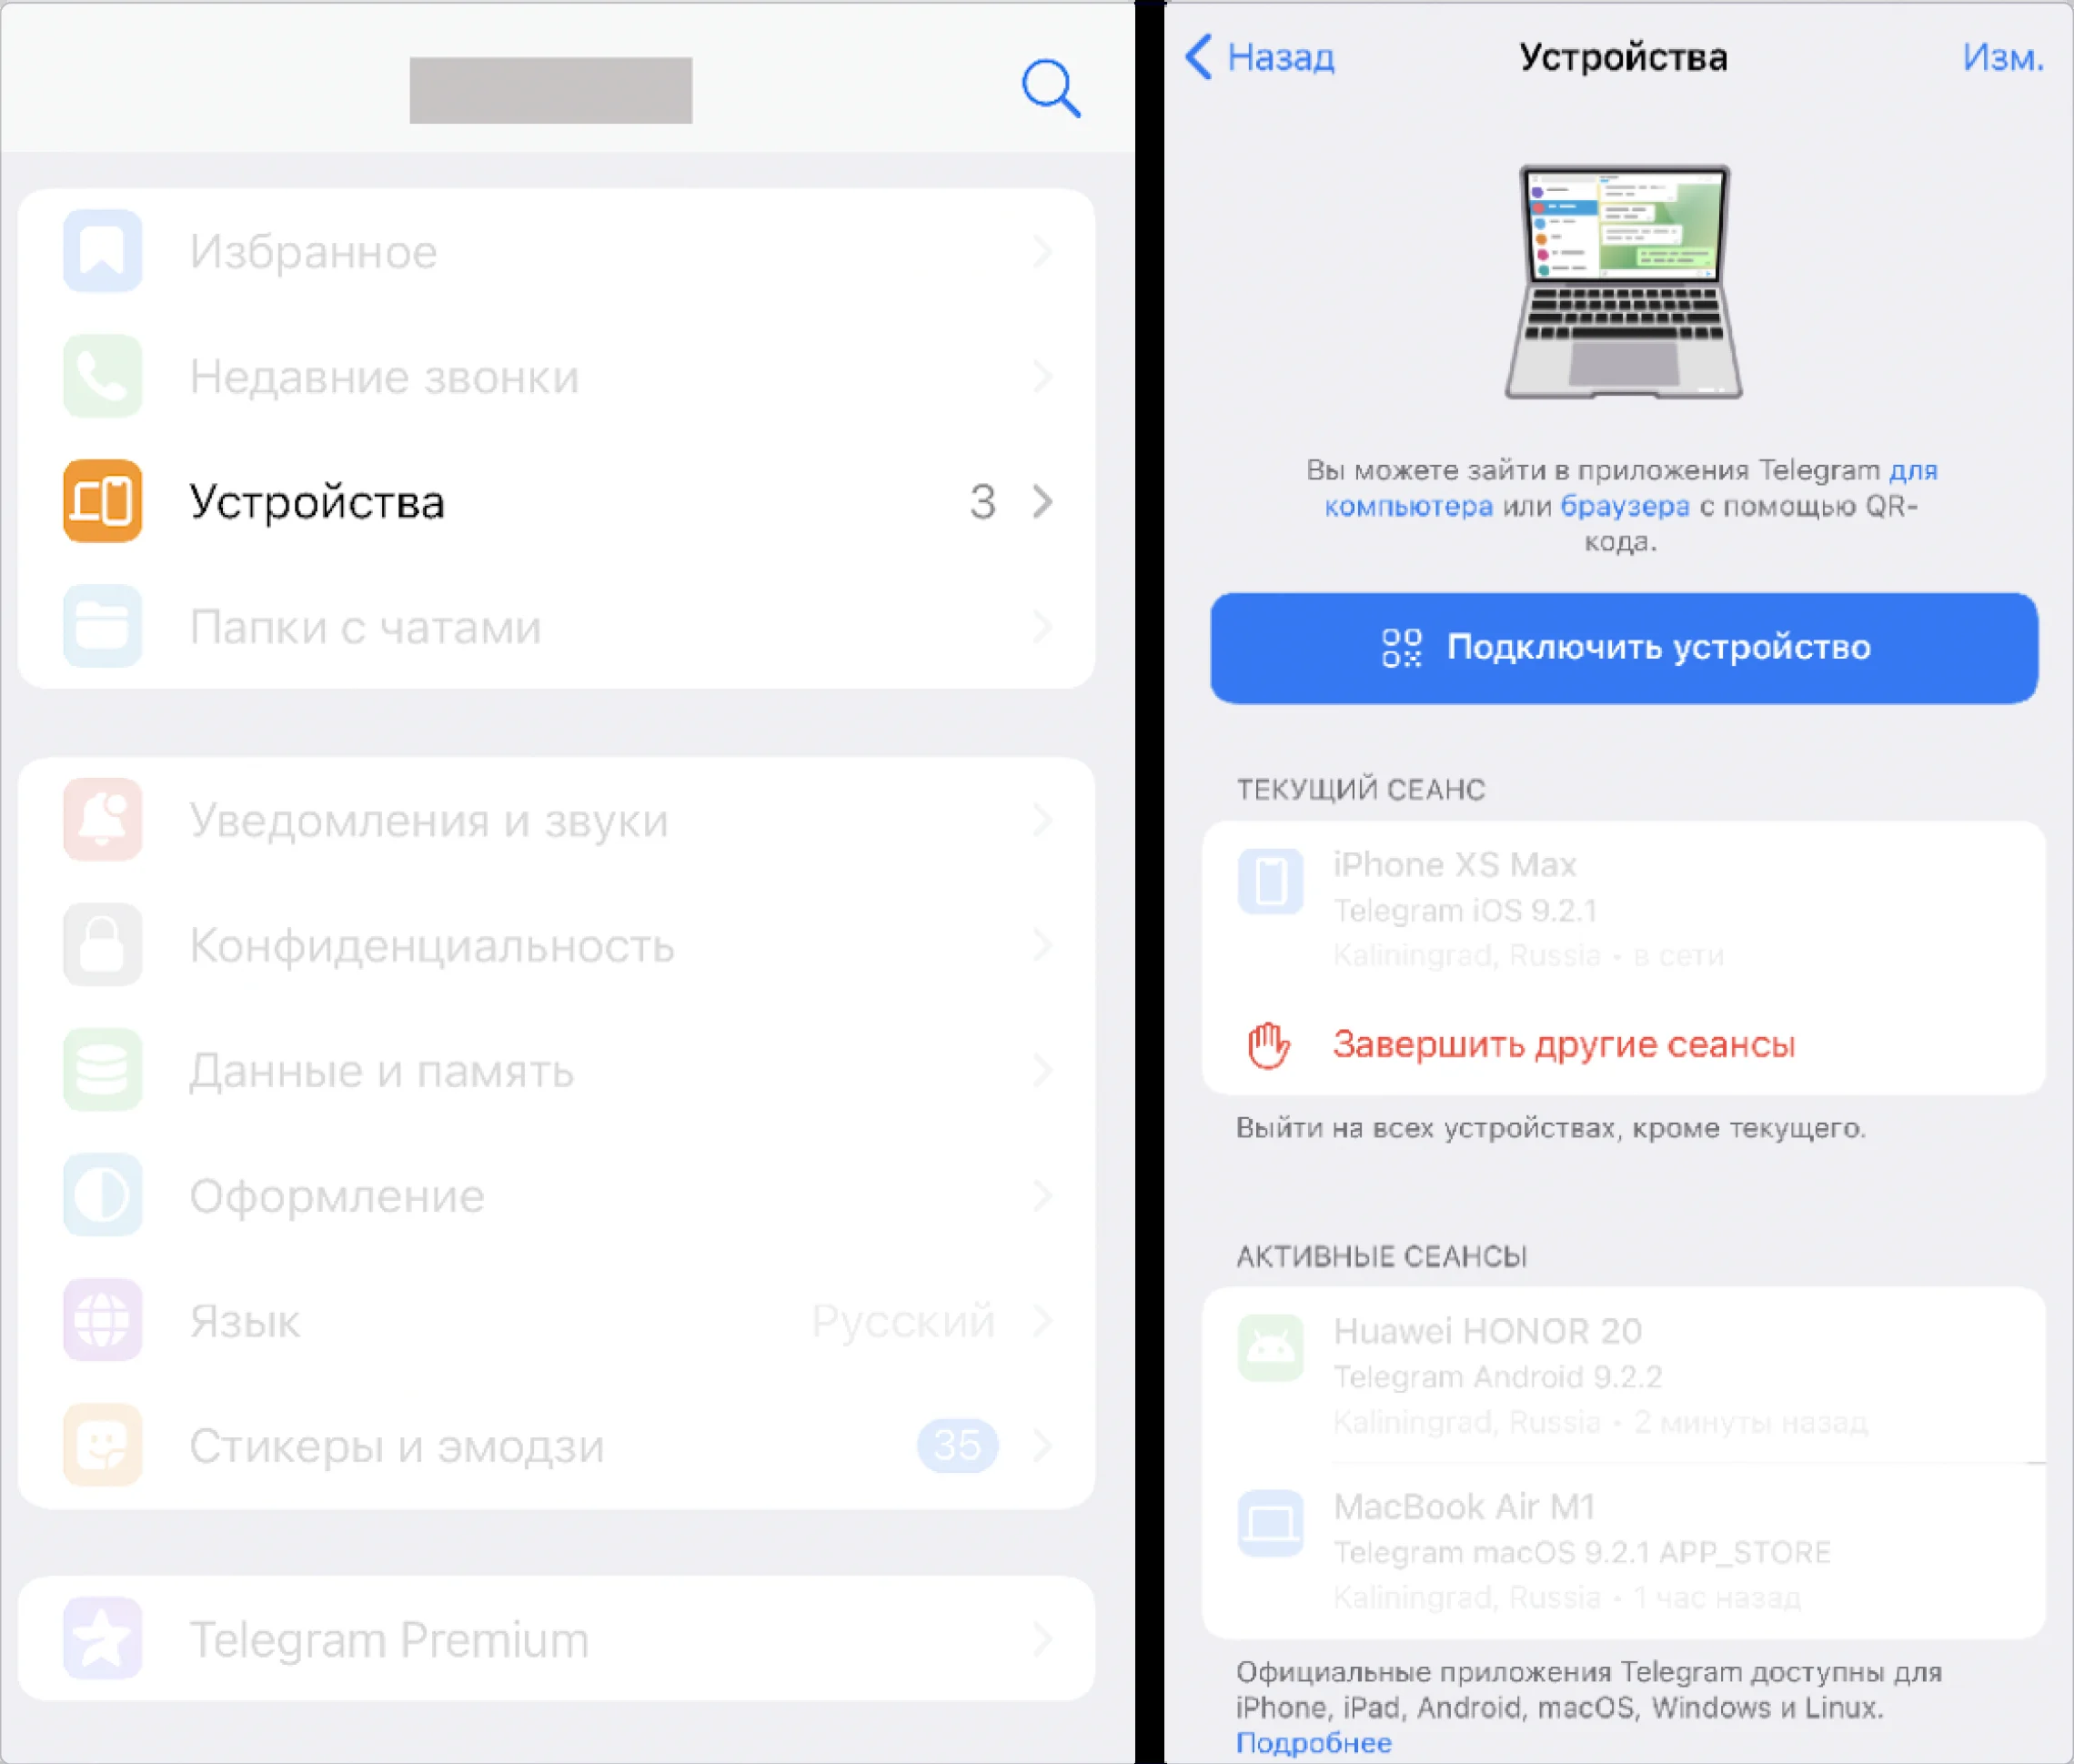 Избранное
Недавние звонки
Устройства 3
Папки с чатами
Уведомления и звуки
Конфиденциальность
Данные и память
Оформление
Язык Русский
Стикеры и эмодзи 35
Telegram Premium
Назад Устройства Изм.
Вы можете зайти в приложения Telegram для
компьютера или браузера с помощью QR-
кода.
Подключить устройство
ТЕКУЩИЙ СЕАНС
iPhone XS Max
Telegram iOS 9.2.1
Kaliningrad, Russia • в сети
Завершить другие сеансы
Выйти на всех устройствах, кроме текущего.
АКТИВНЫЕ СЕАНСЫ
Huawei HONOR 20
Telegram Android 9.2.2
Kaliningrad, Russia • 2 минуты назад
MacBook Air M1
Telegram macOS 9.2.1 APP_STORE
Kaliningrad, Russia • 1 час назад
Официальные приложения Telegram доступны для
iPhone, iPad, Android, macOS, Windows и Linux.
Подробнее